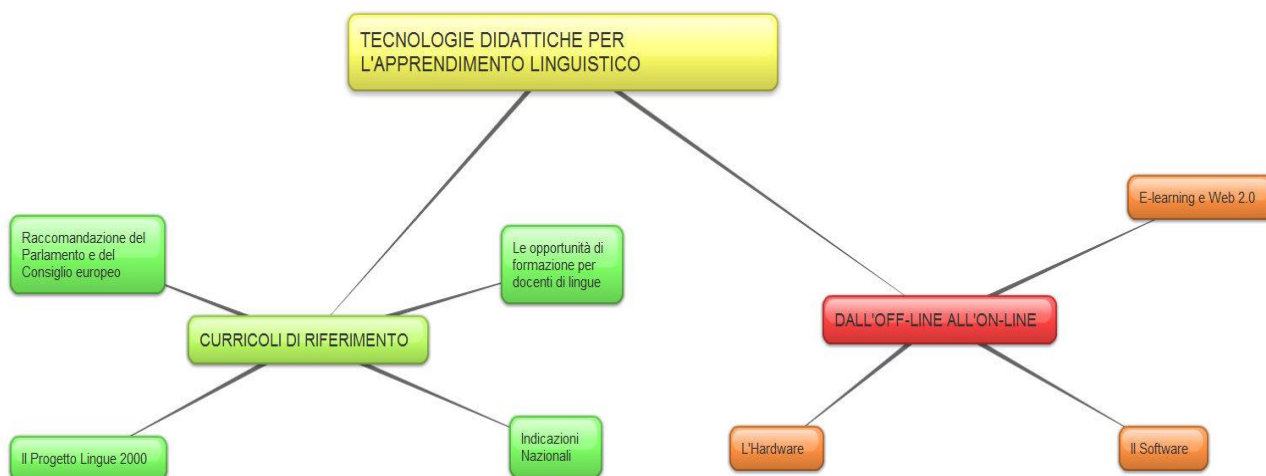 TECNOLOGIE DIDATTICHE PER
L'APPRENDIMENTO LINGUISTICO
E-learning e Web 2.0
Raccomandazione del
Parlamento e del
Consiglio europeo
Le opportunità di
formazione per
docenti di lingue
CURRICOLI DI RIFERIMENTO
DALL'OFF-LINE ALL'ON-LINE
Il Progetto Lingue 2000
Indicazioni
Nazionali
L'Hardware
Il Software